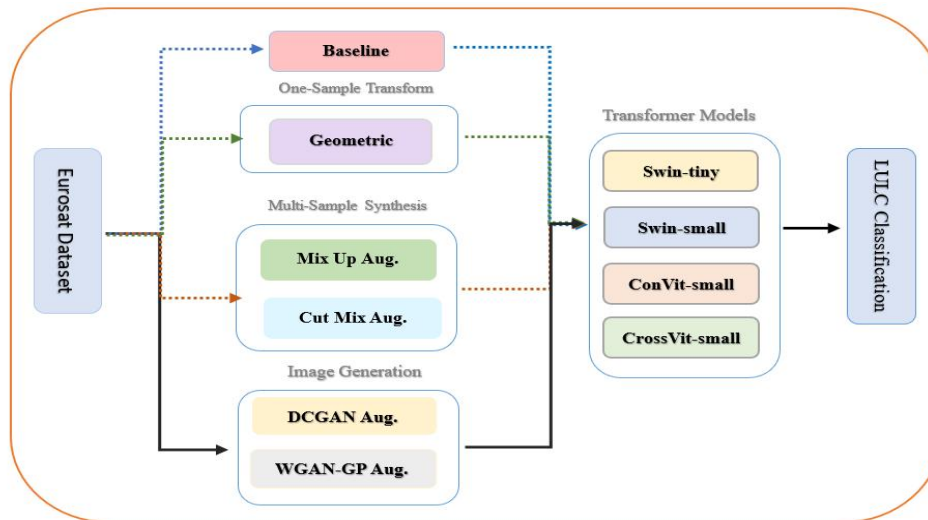 Eurosat Dataset
Baseline
One-Sample Transform
Geometric
Multi-Sample Synthesis
Mix Up Aug.
Cut Mix Aug.
Image Generation
DCGAN Aug.
WGAN-GP Aug.
Transformer Models
Swin-tiny
Swin-small
ConVit-small
CrossVit-small
LULC Classification